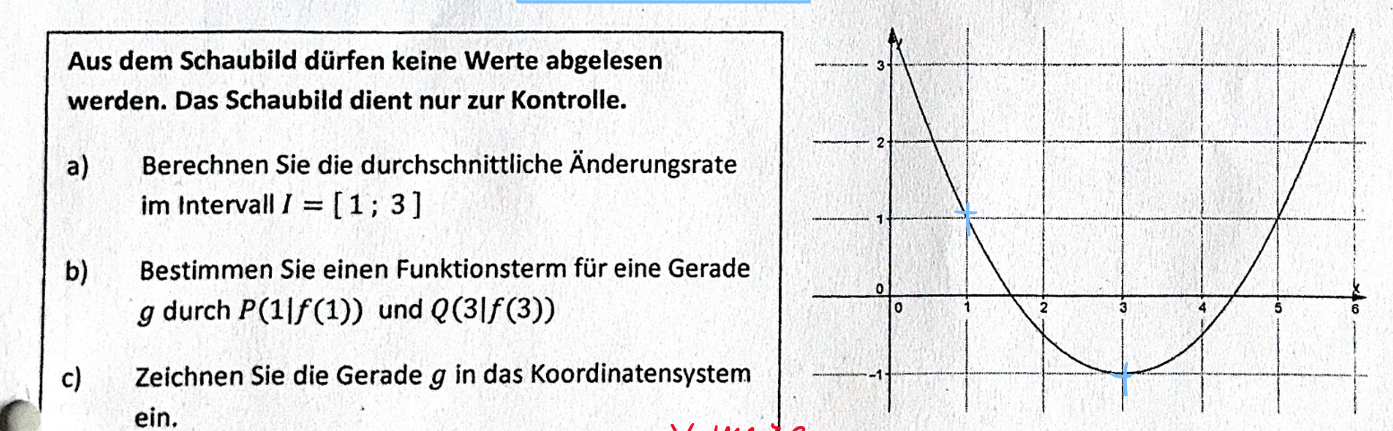 Aus dem Schaubild dürfen keine Werte abgelesen
werden. Das Schaubild dient nur zur Kontrolle.
a) Berechnen Sie die durchschnittliche Änderungsrate
im Intervall I = [ 1 ; 3 ]
b) Bestimmen Sie einen Funktionsterm für eine Gerade
g durch P(1|f(1)) und Q(3|f(3))
c) Zeichnen Sie die Gerade g in das Koordinatensystem
ein.
y
3
2
1
0
-1
0 1 2 3 4 5 6
x